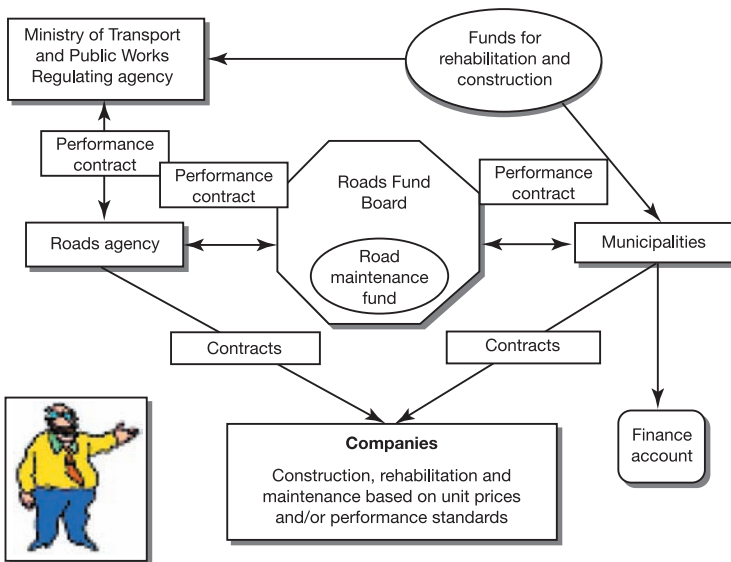 Ministry of Transport
and Public Works
Regulating agency
Funds for
rehabilitation and
construction
Performance
contract
Performance
contract
Roads Fund
Board
Performance
contract
Roads agency
Road
maintenance
fund
Municipalities
Contracts
Contracts
Companies
Construction, rehabilitation and
maintenance based on unit prices
and/or performance standards
Finance
account